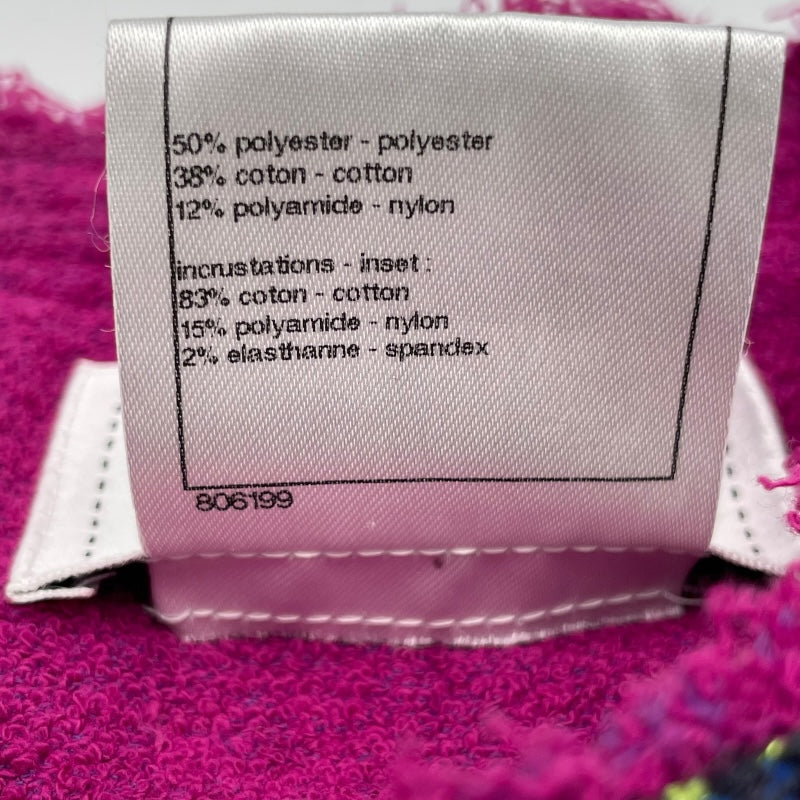 50% polyester - polyester
38% coton - cotton
12% polyamide - nylon
incrustations - inset :
83% coton - cotton
15% polyamide - nylon
2% elasthanne - spandex
806199